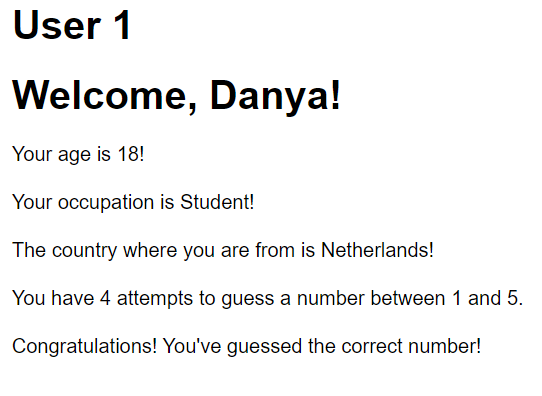 User 1
Welcome, Danya!
Your age is 18!
Your occupation is Student!
The country where you are from is Netherlands!
You have 4 attempts to guess a number between 1 and 5.
Congratulations! You've guessed the correct number!